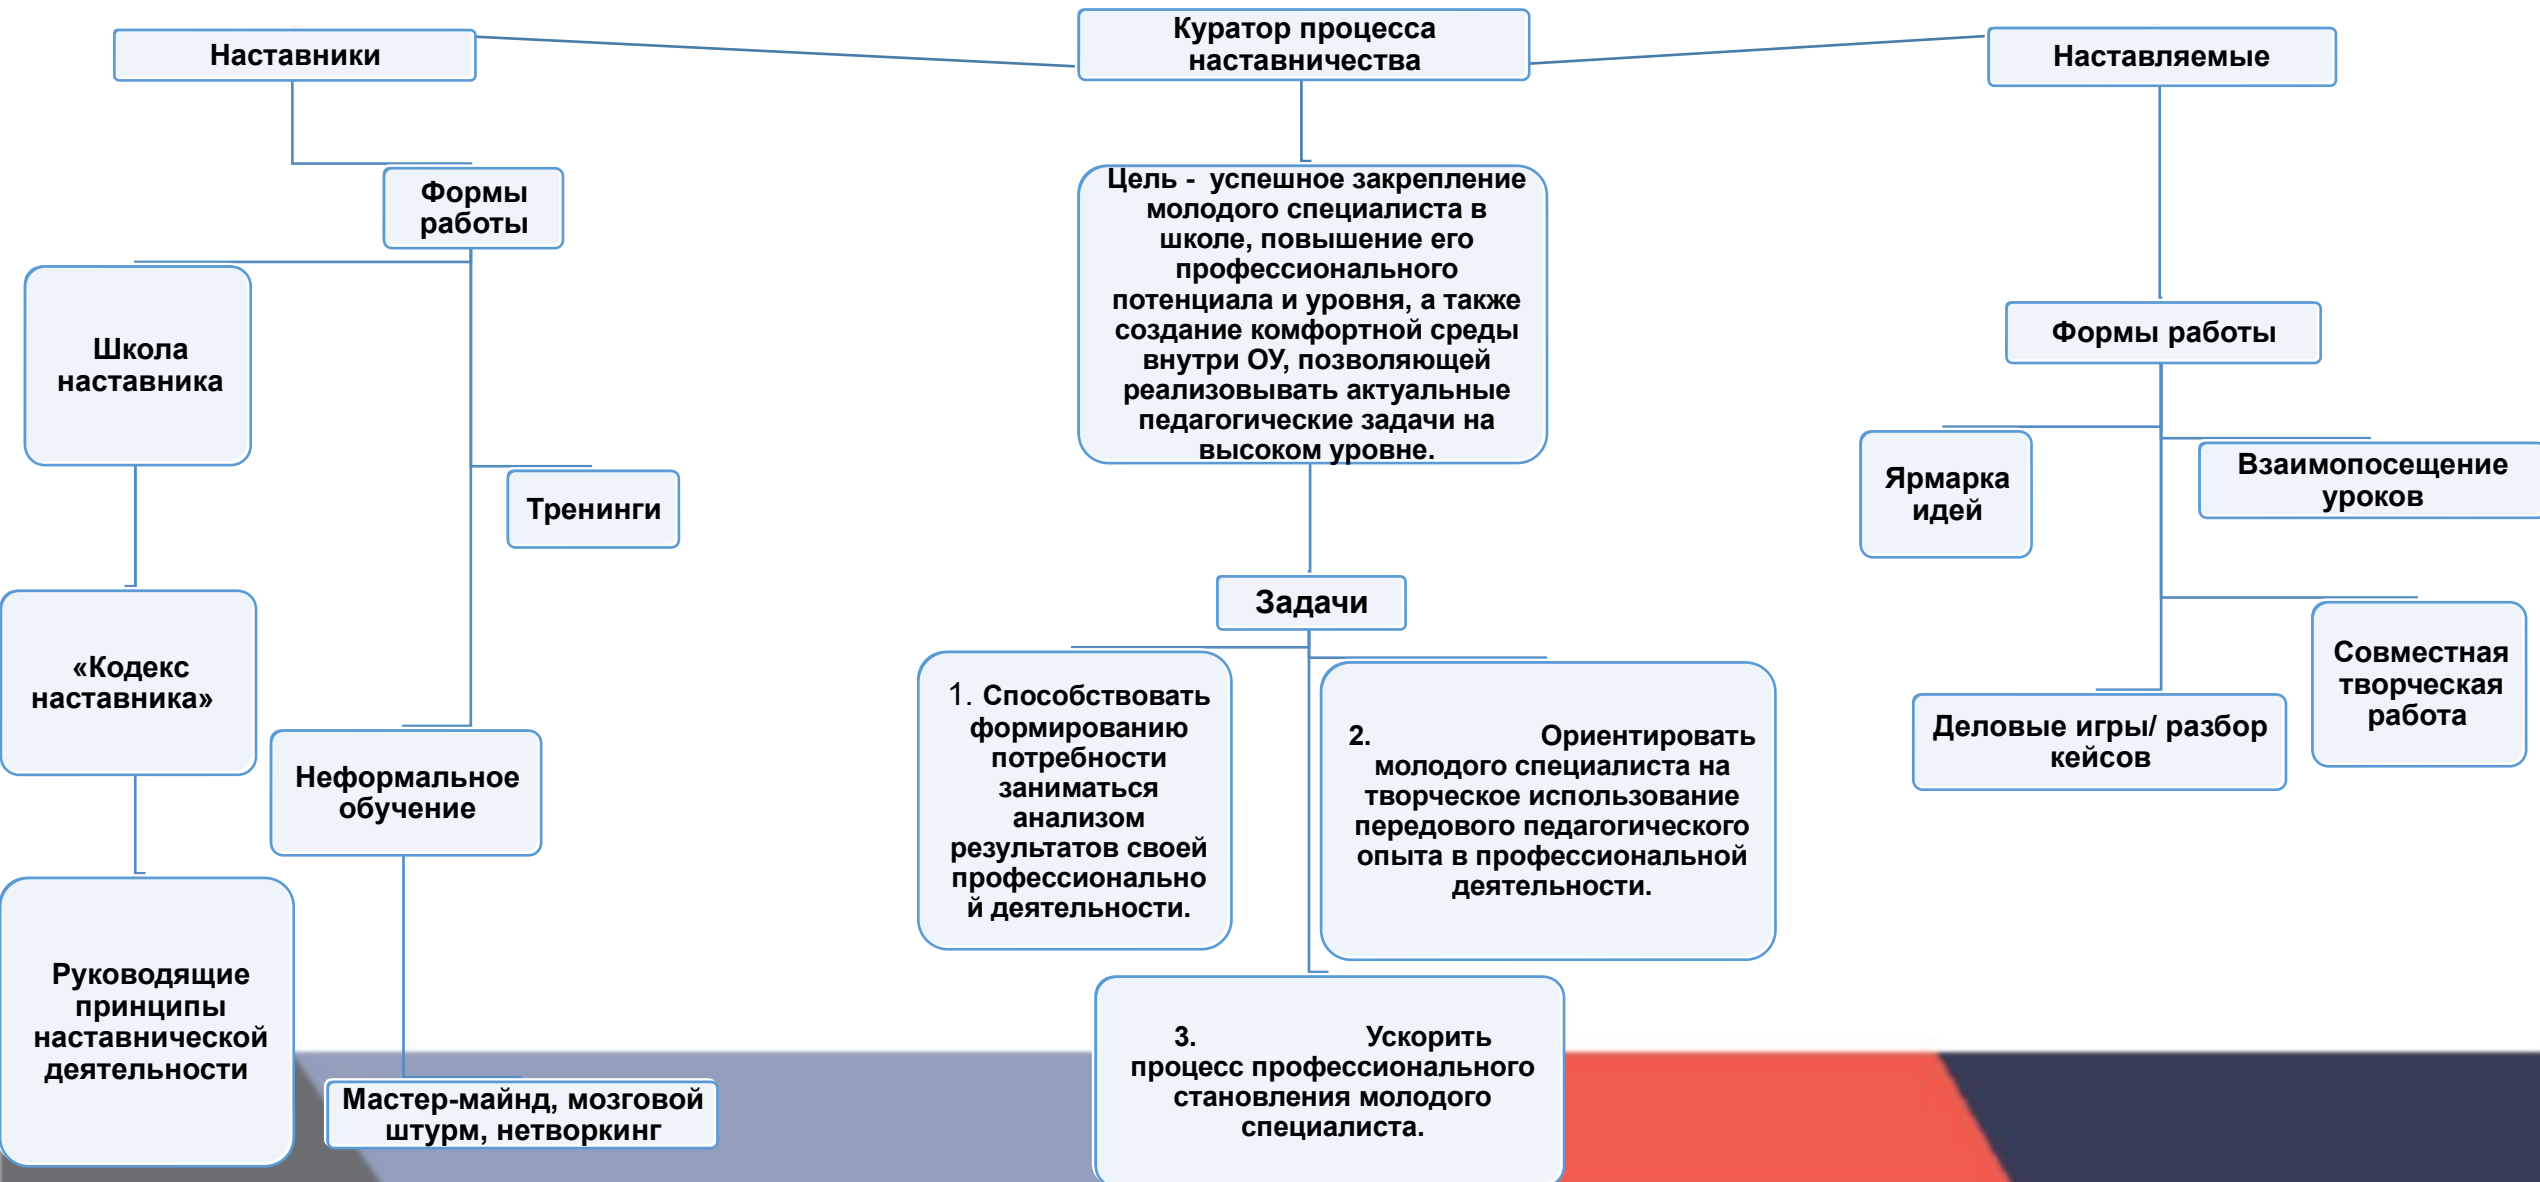 Наставники
Куратор процесса
наставничества
Наставляемые
Формы
работы
Школа
наставника
Тренинги
«Кодекс
наставника»
Неформальное
обучение
Руководящие
принципы
наставнической
деятельности
Мастер-майнд, мозговой
штурм, нетворкинг
Цель - успешное закрепление
молодого специалиста в
школе, повышение его
профессионального
потенциала и уровня, а также
создание комфортной среды
внутри ОУ, позволяющей
реализовывать актуальные
педагогические задачи на
высоком уровне.
Задачи
1. Способствовать
формированию
потребности
заниматься
анализом
результатов своей
профессионально
й деятельности.
2. Ориентировать
молодого специалиста на
творческое использование
передового педагогического
опыта в профессиональной
деятельности.
3. Ускорить
процесс профессионального
становления молодого
специалиста.
Формы работы
Ярмарка
идей
Взаимопосещение
уроков
Совместная
творческая
работа
Деловые игры/ разбор
кейсов